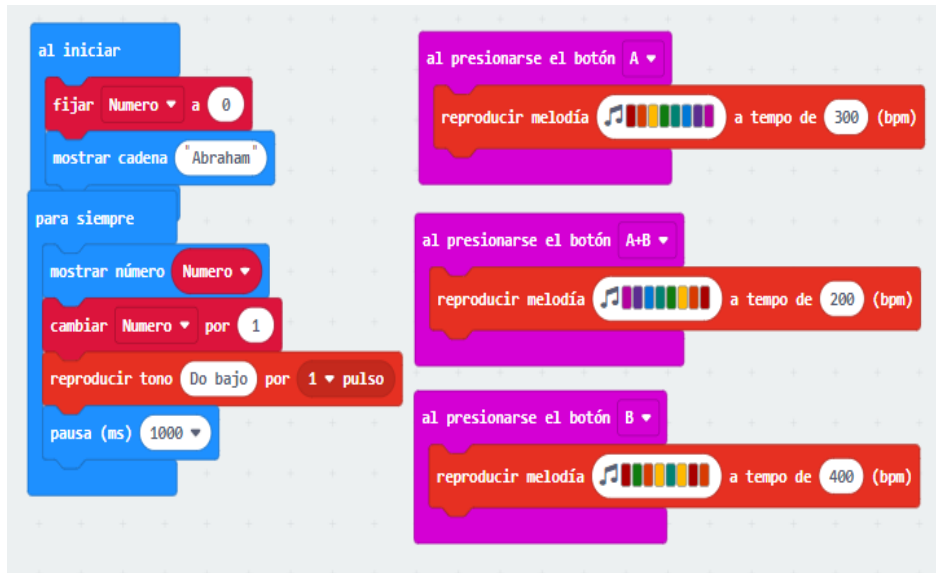 al iniciar
fijar Numero a 0
mostrar cadena "Abraham"
para siempre
mostrar número Numero
cambiar Numero por 1
reproducir tono Do bajo por 1 pulso
pausa (ms) 1000
al presionarse el botón A
reproducir melodía a tempo de 300 (bpm)
al presionarse el botón A+B
reproducir melodía a tempo de 200 (bpm)
al presionarse el botón B
reproducir melodía a tempo de 400 (bpm)